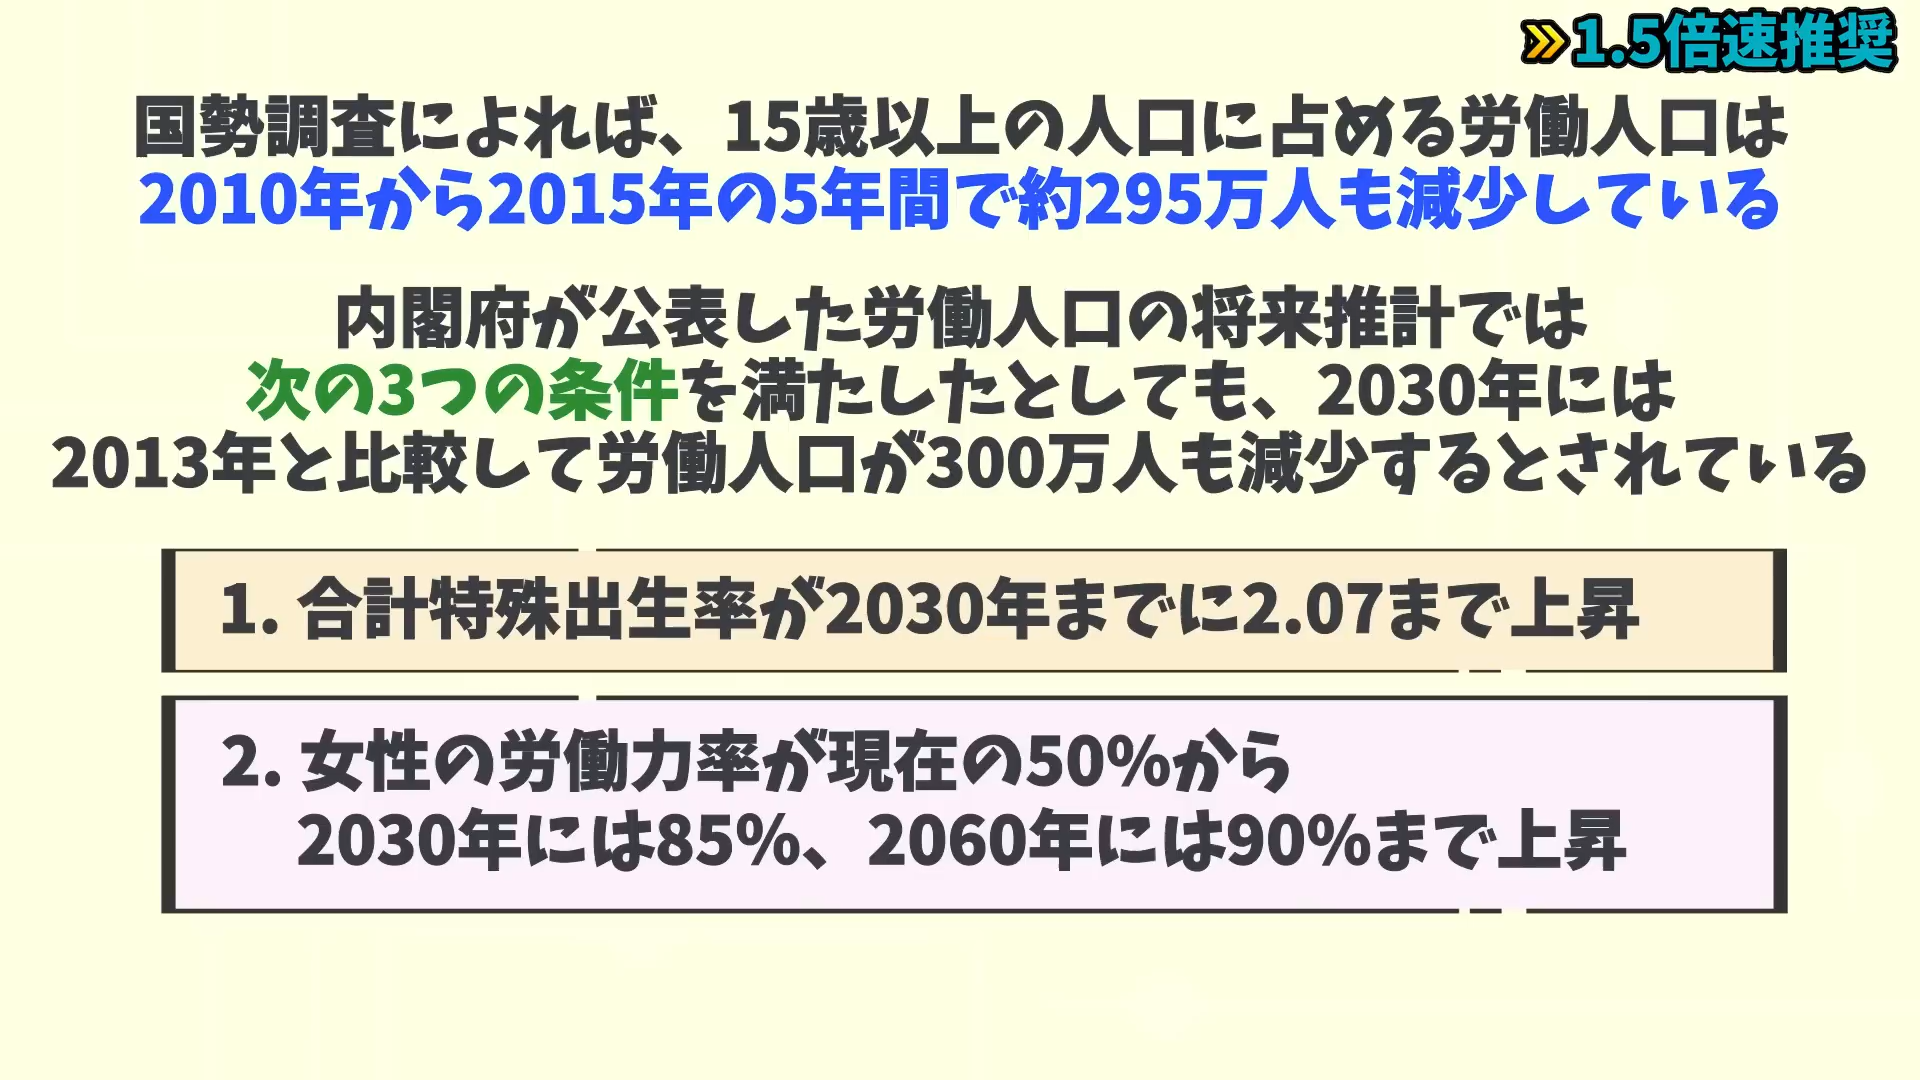 1.5倍速推奨
国勢調査によれば、15歳以上の人口に占める労働人口は
2010年から2015年の5年間で約295万人も減少している
内閣府が公表した労働人口の将来推計では
次の3つの条件を満たしたとしても、2030年には
2013年と比較して労働人口が300万人も減少するとされている
1. 合計特殊出生率が2030年までに2.07まで上昇
2. 女性の労働力率が現在の50%から
2030年には85%、2060年には90%まで上昇